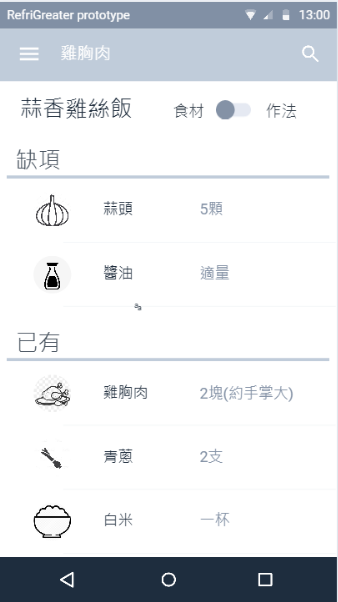 RefriGreater prototype 13:00
雞胸肉
蒜香雞絲飯 食材 作法
缺項
蒜頭 5顆
醬油 適量
已有
雞胸肉 2塊(約手掌大)
青蔥 2支
白米 一杯